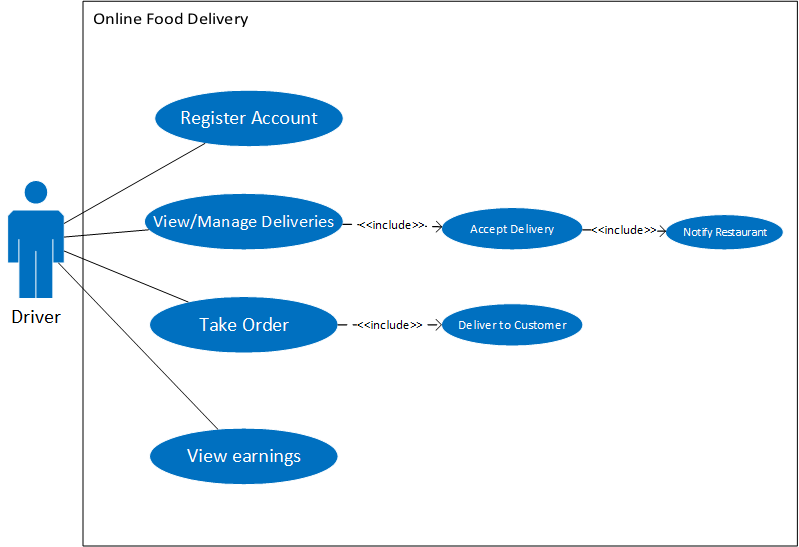 Online Food Delivery
Register Account
View/Manage Deliveries
<<include>>
Accept Delivery
<<include>>
Notify Restaurant
Driver
Take Order
<<include>>
Deliver to Customer
View earnings